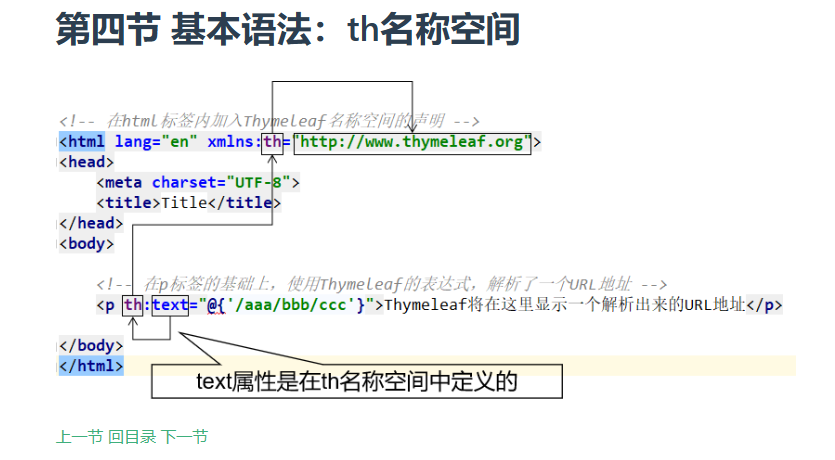 第四节 基本语法：th名称空间
<!-- 在html标签内加入Thymeleaf名称空间的声明 -->
<html lang="en" xmlns:th="http://www.thymeleaf.org">
<head>
<meta charset="UTF-8">
<title>Title</title>
</head>
<body>
<!-- 在p标签的基础上，使用Thymeleaf的表达式，解析了一个URL地址 -->
<p th:text="@{'/aaa/bbb/ccc'}">Thymeleaf将在这里显示一个解析出来的URL地址</p>
</body>
</html>
text属性是在th名称空间中定义的
上一节 回目录 下一节